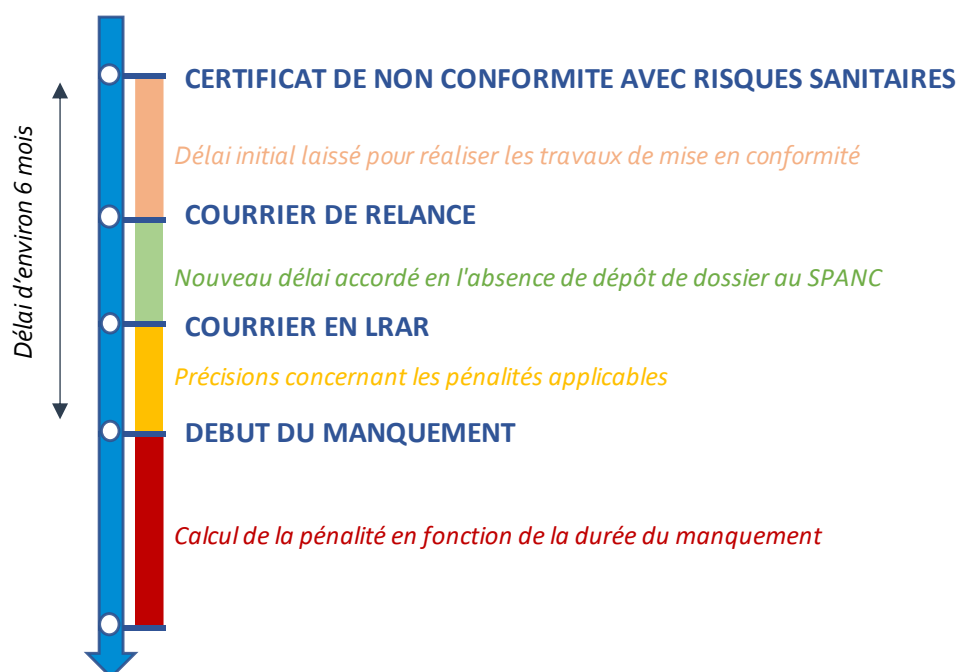 CERTIFICAT DE NON CONFORMITE AVEC RISQUES SANITAIRES
Délai initial laissé pour réaliser les travaux de mise en conformité
COURRIER DE RELANCE
Nouveau délai accordé en l'absence de dépôt de dossier au SPANC
COURRIER EN LRAR
Précisions concernant les pénalités applicables
DEBUT DU MANQUEMENT
Calcul de la pénalité en fonction de la durée du manquement
Délai d'environ 6 mois